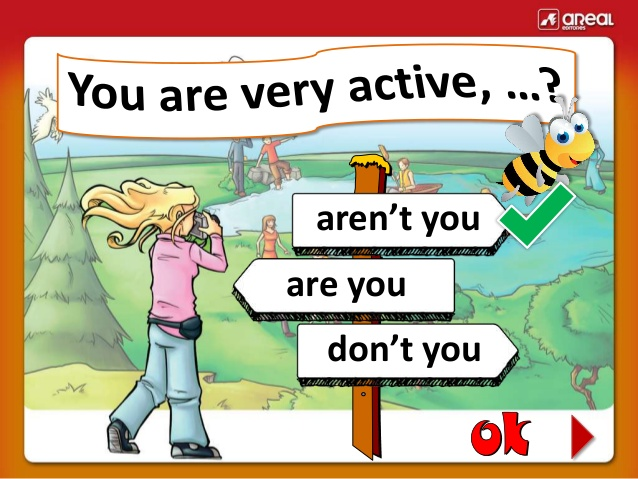 aReaL
EDITORES
You are very active, ...?
aren't you
are you
don't you
ok